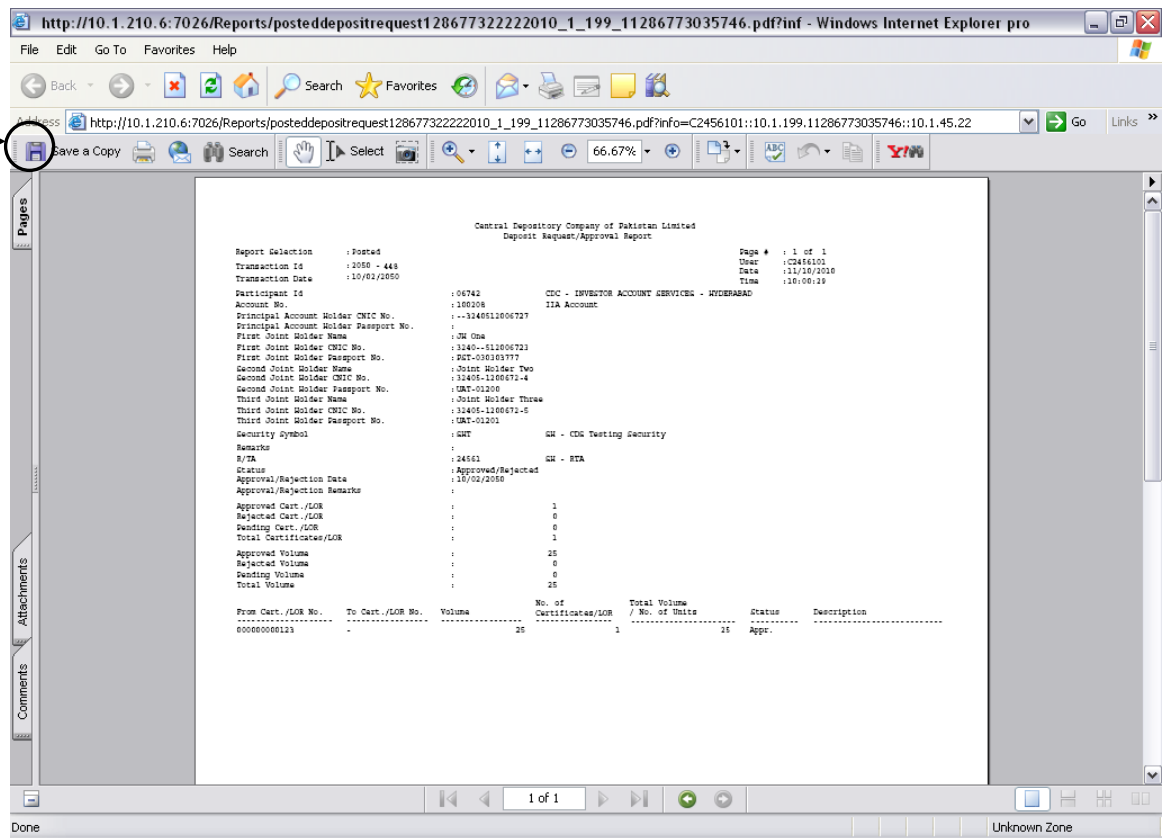 http://10.1.210.6:7026/Reports/posteddepositrequest128677322222010_1_199_11286773035746.pdf?inf - Windows Internet Explorer pro
File Edit Go To Favorites Help
Back Search Favorites
Address http://10.1.210.6:7026/Reports/posteddepositrequest128677322222010_1_199_11286773035746.pdf?info=C2456101::10.1.199.11286773035746::10.1.45.22 Go Links »
Save a Copy Search Select 66.67% ABC Y!
Pages
Attachments
Comments
Central Depository Company of Pakistan Limited
Deposit Request/Approval Report
Report Selection : Posted Page # : 1 of 1
User :C2456101
Transaction Id : 2050 - 448 Date :11/10/2010
Transaction Date : 10/02/2050 Time :10:00:29
Participant Id : 06742 CDC - INVESTOR ACCOUNT SERVICES - HYDERABAD
Account No. : 100208 IIA Account
Principal Account Holder CNIC No. : --3240512006727
Principal Account Holder Passport No. :
First Joint Holder Name : JH One
First Joint Holder CNIC No. : 3240--512006723
First Joint Holder Passport No. : PST-030303777
Second Joint Holder Name : Joint Holder Two
Second Joint Holder CNIC No. : 32405-1200672-4
Second Joint Holder Passport No. : UAT-01200
Third Joint Holder Name : Joint Holder Three
Third Joint Holder CNIC No. : 32405-1200672-5
Third Joint Holder Passport No. : UAT-01201
Security Symbol : GHT GH - CDS Testing Security
Remarks :
R/TA : 24561 GH - RTA
Status : Approved/Rejected
Approval/Rejection Date : 10/02/2050
Approval/Rejection Remarks :
Approved Cert./LOR : 1
Rejected Cert./LOR : 0
Pending Cert./LOR : 0
Total Certificates/LOR : 1
Approved Volume : 25
Rejected Volume : 0
Pending Volume : 0
Total Volume : 25
No. of Total Volume
From Cert./LOR No. To Cert./LOR No. Volume Certificates/LOR / No. of Units Status Description
000000000123 - 25 1 25 Appr.
1 of 1
Done Unknown Zone